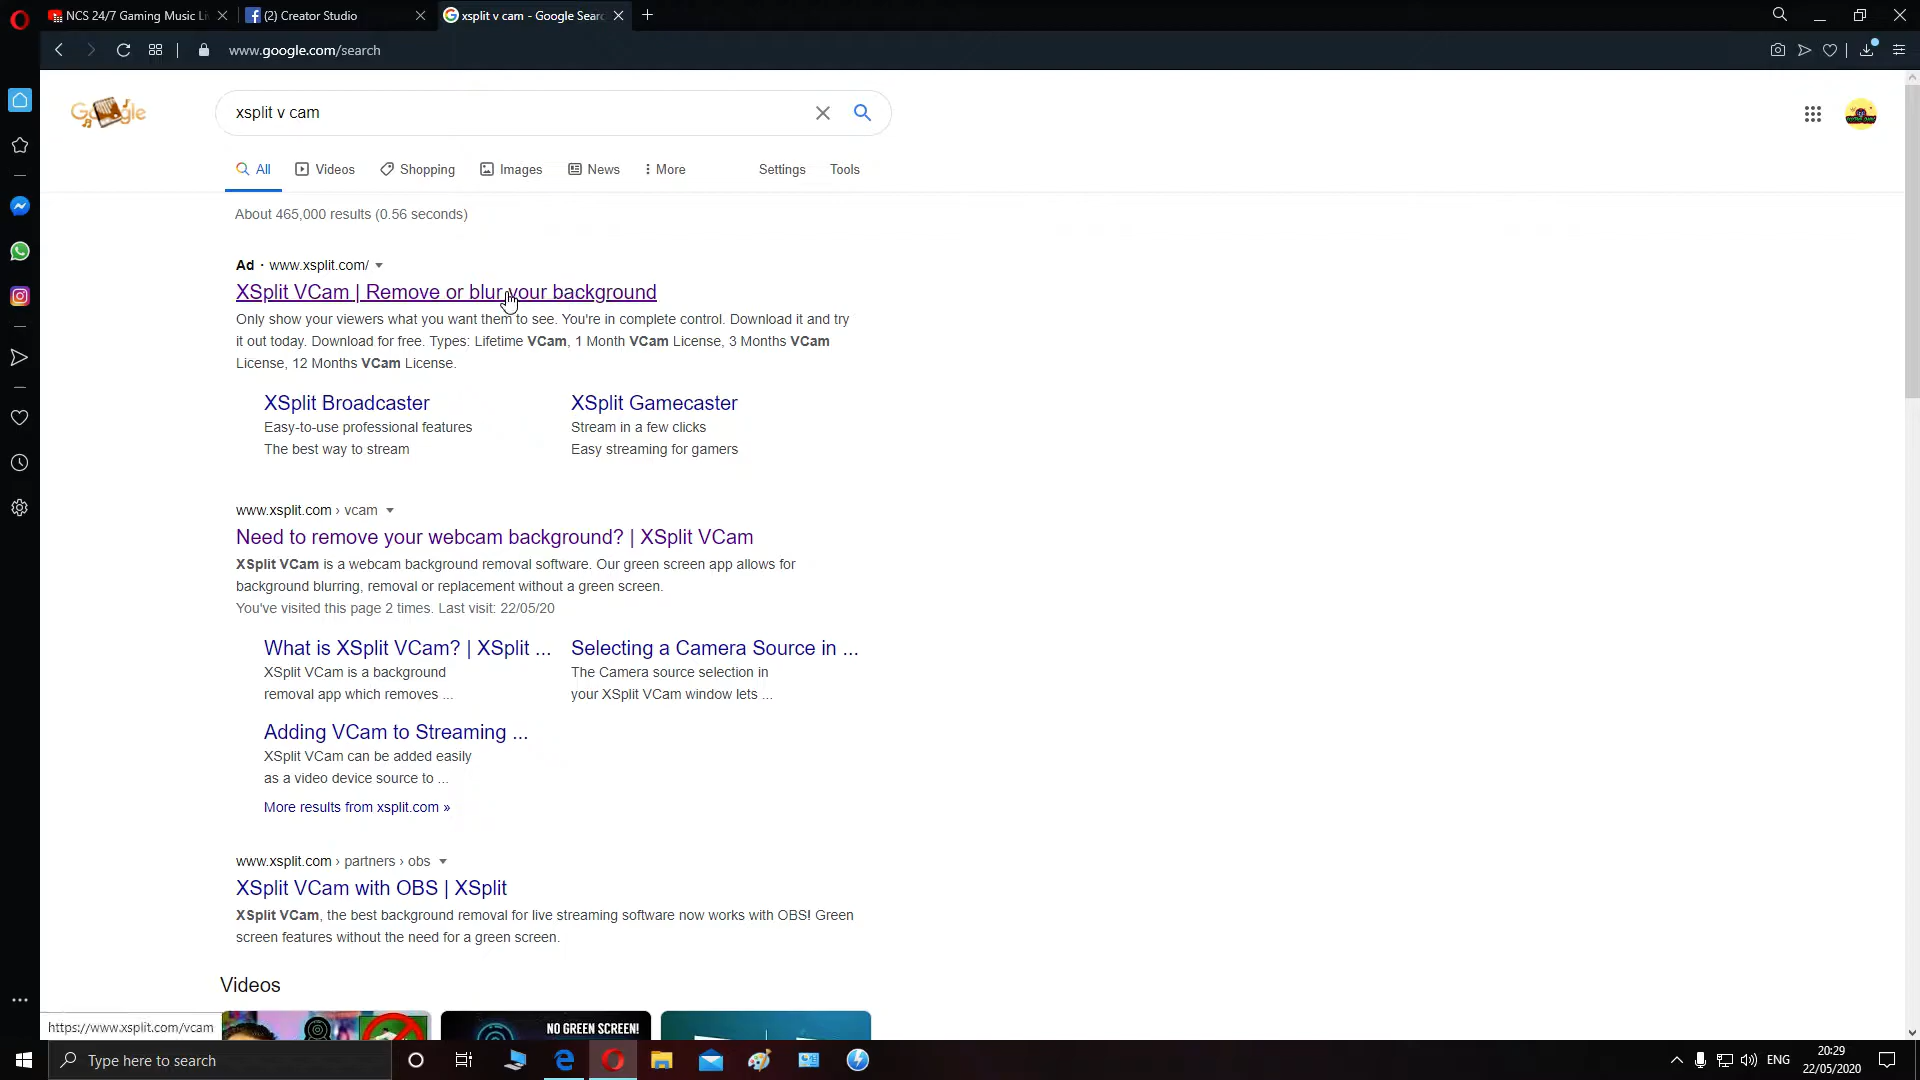 NCS 24/7 Gaming Music Li
(2) Creator Studio
xsplit v cam - Google Searc
www.google.com/search
Google
xsplit v cam
All
Videos
Shopping
Images
News
More
Settings
Tools
About 465,000 results (0.56 seconds)
Ad · www.xsplit.com/
XSplit VCam | Remove or blur your background
Only show your viewers what you want them to see. You're in complete control. Download it and try
it out today. Download for free. Types: Lifetime VCam, 1 Month VCam License, 3 Months VCam
License, 12 Months VCam License.
XSplit Broadcaster
Easy-to-use professional features
The best way to stream
XSplit Gamecaster
Stream in a few clicks
Easy streaming for gamers
www.xsplit.com › vcam
Need to remove your webcam background? | XSplit VCam
XSplit VCam is a webcam background removal software. Our green screen app allows for
background blurring, removal or replacement without a green screen.
You've visited this page 2 times. Last visit: 22/05/20
What is XSplit VCam? | XSplit ...
XSplit VCam is a background
removal app which removes ...
Selecting a Camera Source in ...
The Camera source selection in
your XSplit VCam window lets ...
Adding VCam to Streaming ...
XSplit VCam can be added easily
as a video device source to ...
More results from xsplit.com »
www.xsplit.com › partners › obs
XSplit VCam with OBS | XSplit
XSplit VCam, the best background removal for live streaming software now works with OBS! Green
screen features without the need for a green screen.
Videos
NO GREEN SCREEN!
https://www.xsplit.com/vcam
Type here to search
ENG
20:29
22/05/2020